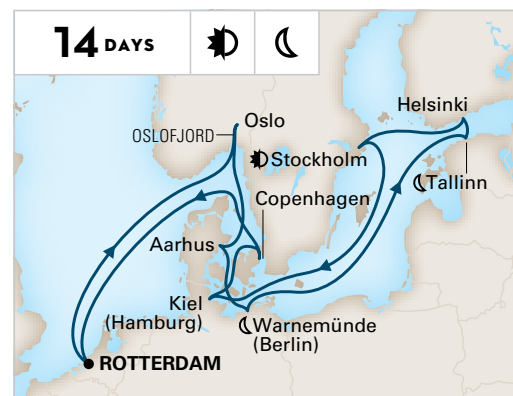 14 DAYS
Oslo
OSLOFJORD
Helsinki
Stockholm
Tallinn
Copenhagen
Aarhus
Kiel
(Hamburg)
Warnemünde
(Berlin)
ROTTERDAM